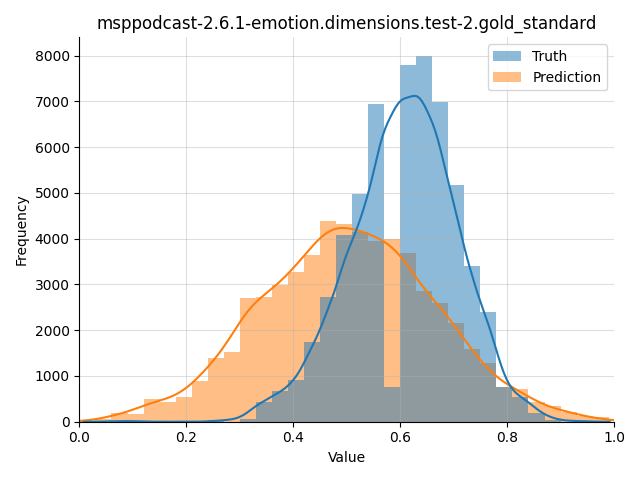 msppodcast-2.6.1-emotion.dimensions.test-2.gold_standard
Truth
Prediction
Frequency
8000
7000
6000
5000
4000
3000
2000
1000
0
0.0 0.2 0.4 0.6 0.8 1.0
Value